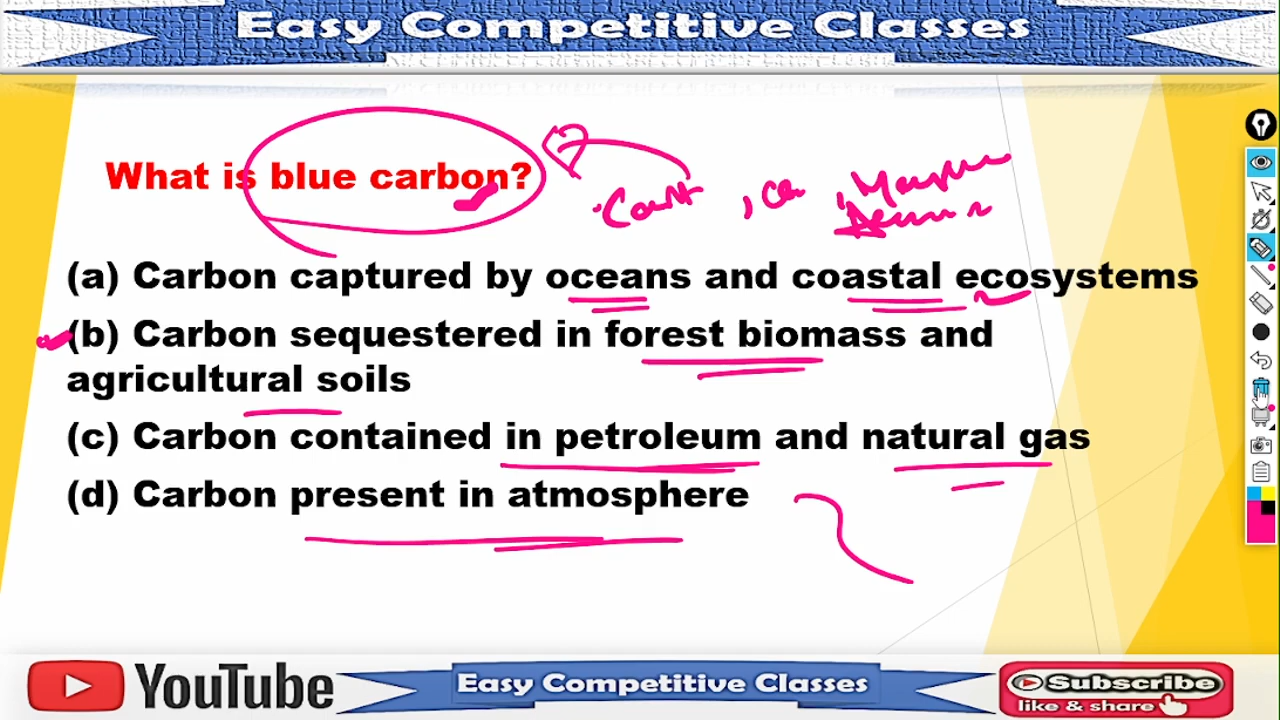 Easy Competitive Classes
What is blue carbon?
(a) Carbon captured by oceans and coastal ecosystems
(b) Carbon sequestered in forest biomass and
agricultural soils
(c) Carbon contained in petroleum and natural gas
(d) Carbon present in atmosphere
YouTube
Easy Competitive Classes
Subscribe
like & share